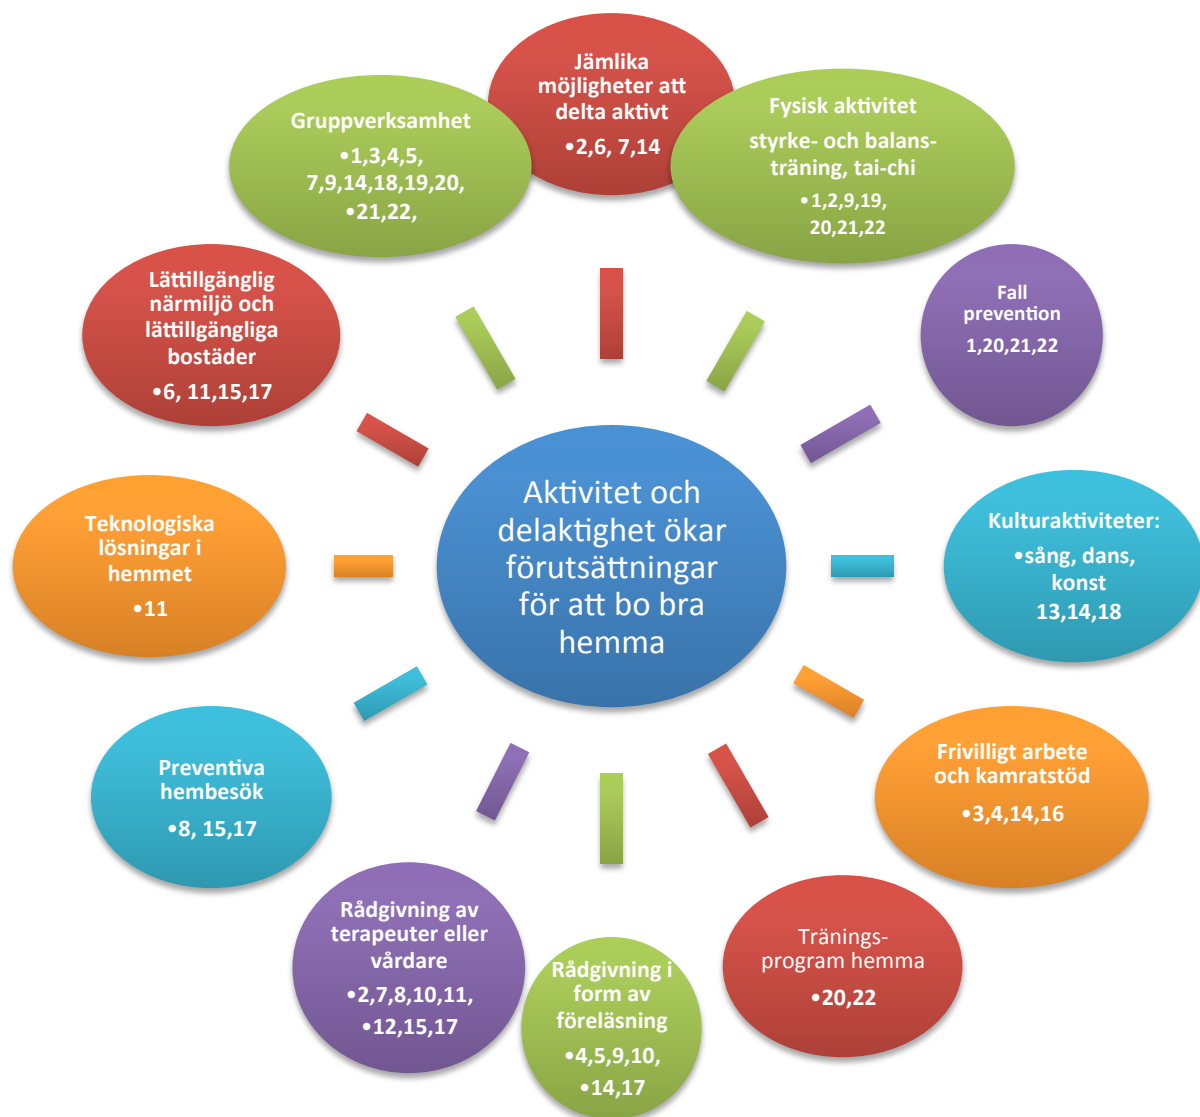 Jämlika
möjligheter att
delta aktivt
•2,6, 7,14
Fysisk aktivitet
styrke- och balans-
träning, tai-chi
•1,2,9,19,
20,21,22
Fall
prevention
1,20,21,22
Kulturaktiviteter:
•sång, dans,
konst
13,14,18
Frivilligt arbete
och kamratstöd
•3,4,14,16
Tränings-
program hemma
•20,22
Rådgivning i
form av
föreläsning
•4,5,9,10,
•14,17
Rådgivning av
terapeuter eller
vårdare
•2,7,8,10,11,
•12,15,17
Preventiva
hembesök
•8, 15,17
Teknologiska
lösningar i
hemmet
•11
Lättillgänglig
närmiljö och
lättillgängliga
bostäder
•6, 11,15,17
Gruppverksamhet
•1,3,4,5,
7,9,14,18,19,20,
•21,22,
Aktivitet och
delaktighet ökar
förutsättningar
för att bo bra
hemma